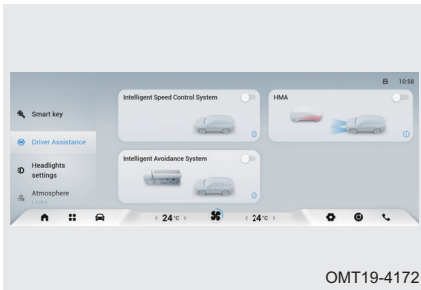 10:58
Smart key
Driver Assistance
Headlights
settings
Atmosphere
Intelligent Speed Control System
HMA
Intelligent Avoidance System
< 24 °C >
< 24 °C >
OMT19-4172